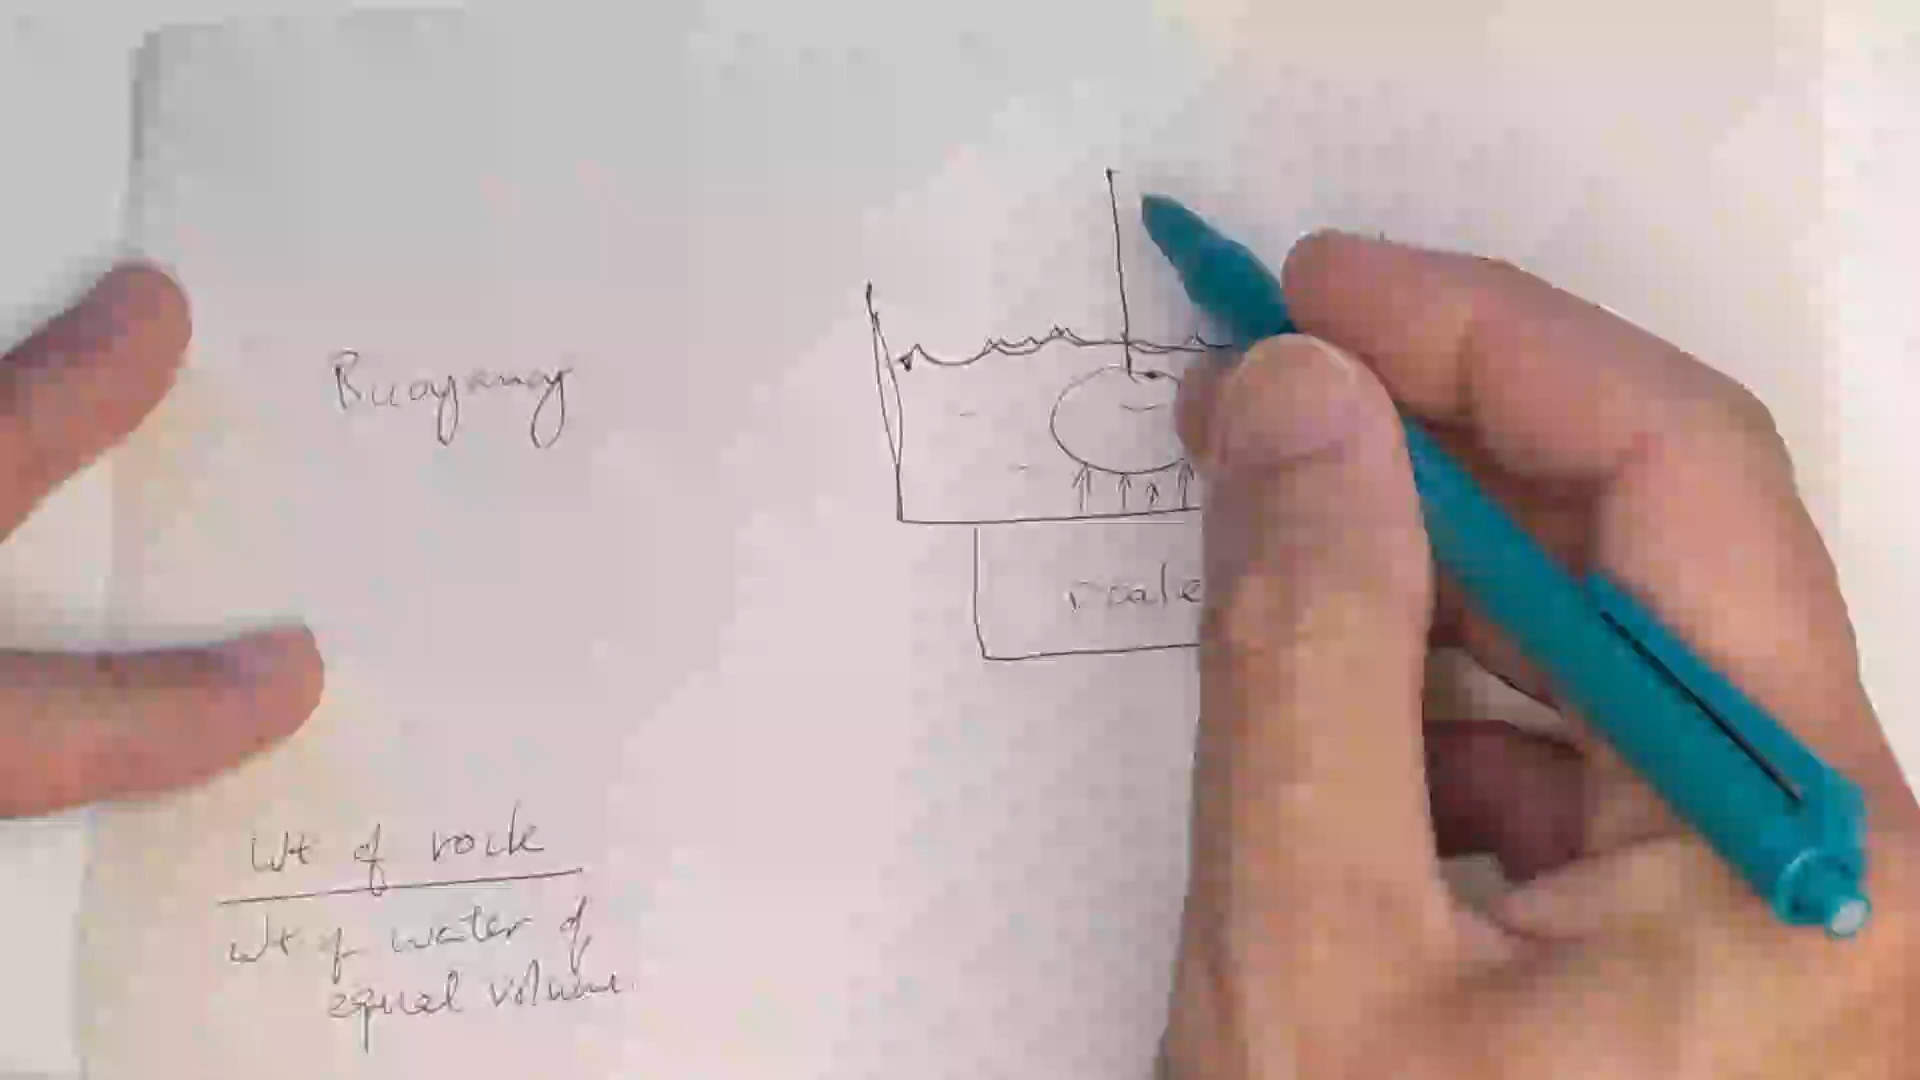 Buoyancy
scale
Wt of rock
wt of water of
equal volume.